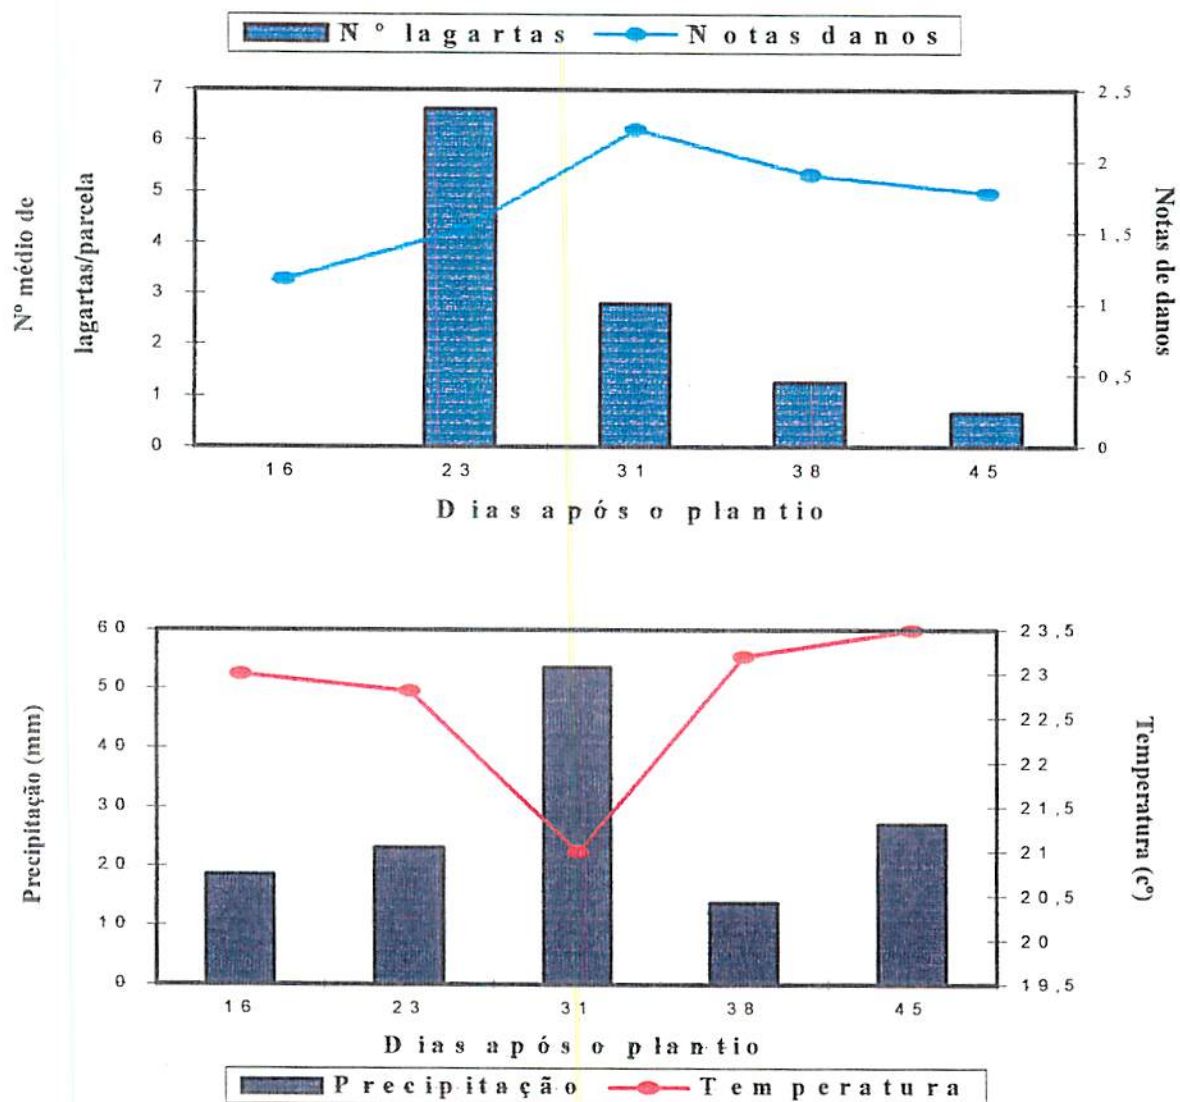 Nº lagartas Notas danos
7
6
5
4
3
2
1
0
2,5
2
1,5
1
0,5
0
Nº médio de
lagartas/parcela
Notas de danos
16 23 31 38 45
Dias após o plantio
60
50
40
30
20
10
0
23,5
23
22,5
22
21,5
21
20,5
20
19,5
Precipitação (mm)
Temperatura (cº)
16 23 31 38 45
Dias após o plantio
Precipitação Temperatura